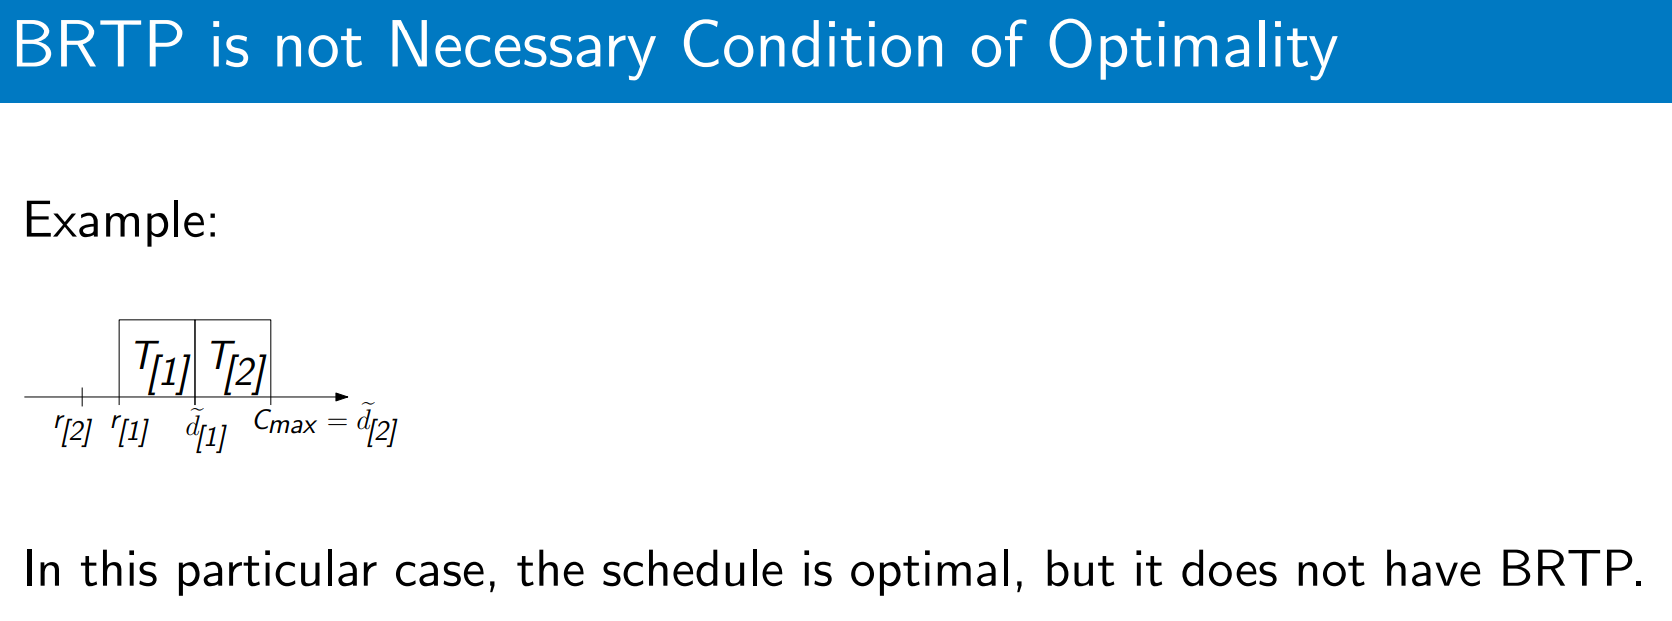 BRTP is not Necessary Condition of Optimality
Example:
T[1] T[2]
r[2] r[1] d̃[1] Cmax = d̃[2]
In this particular case, the schedule is optimal, but it does not have BRTP.